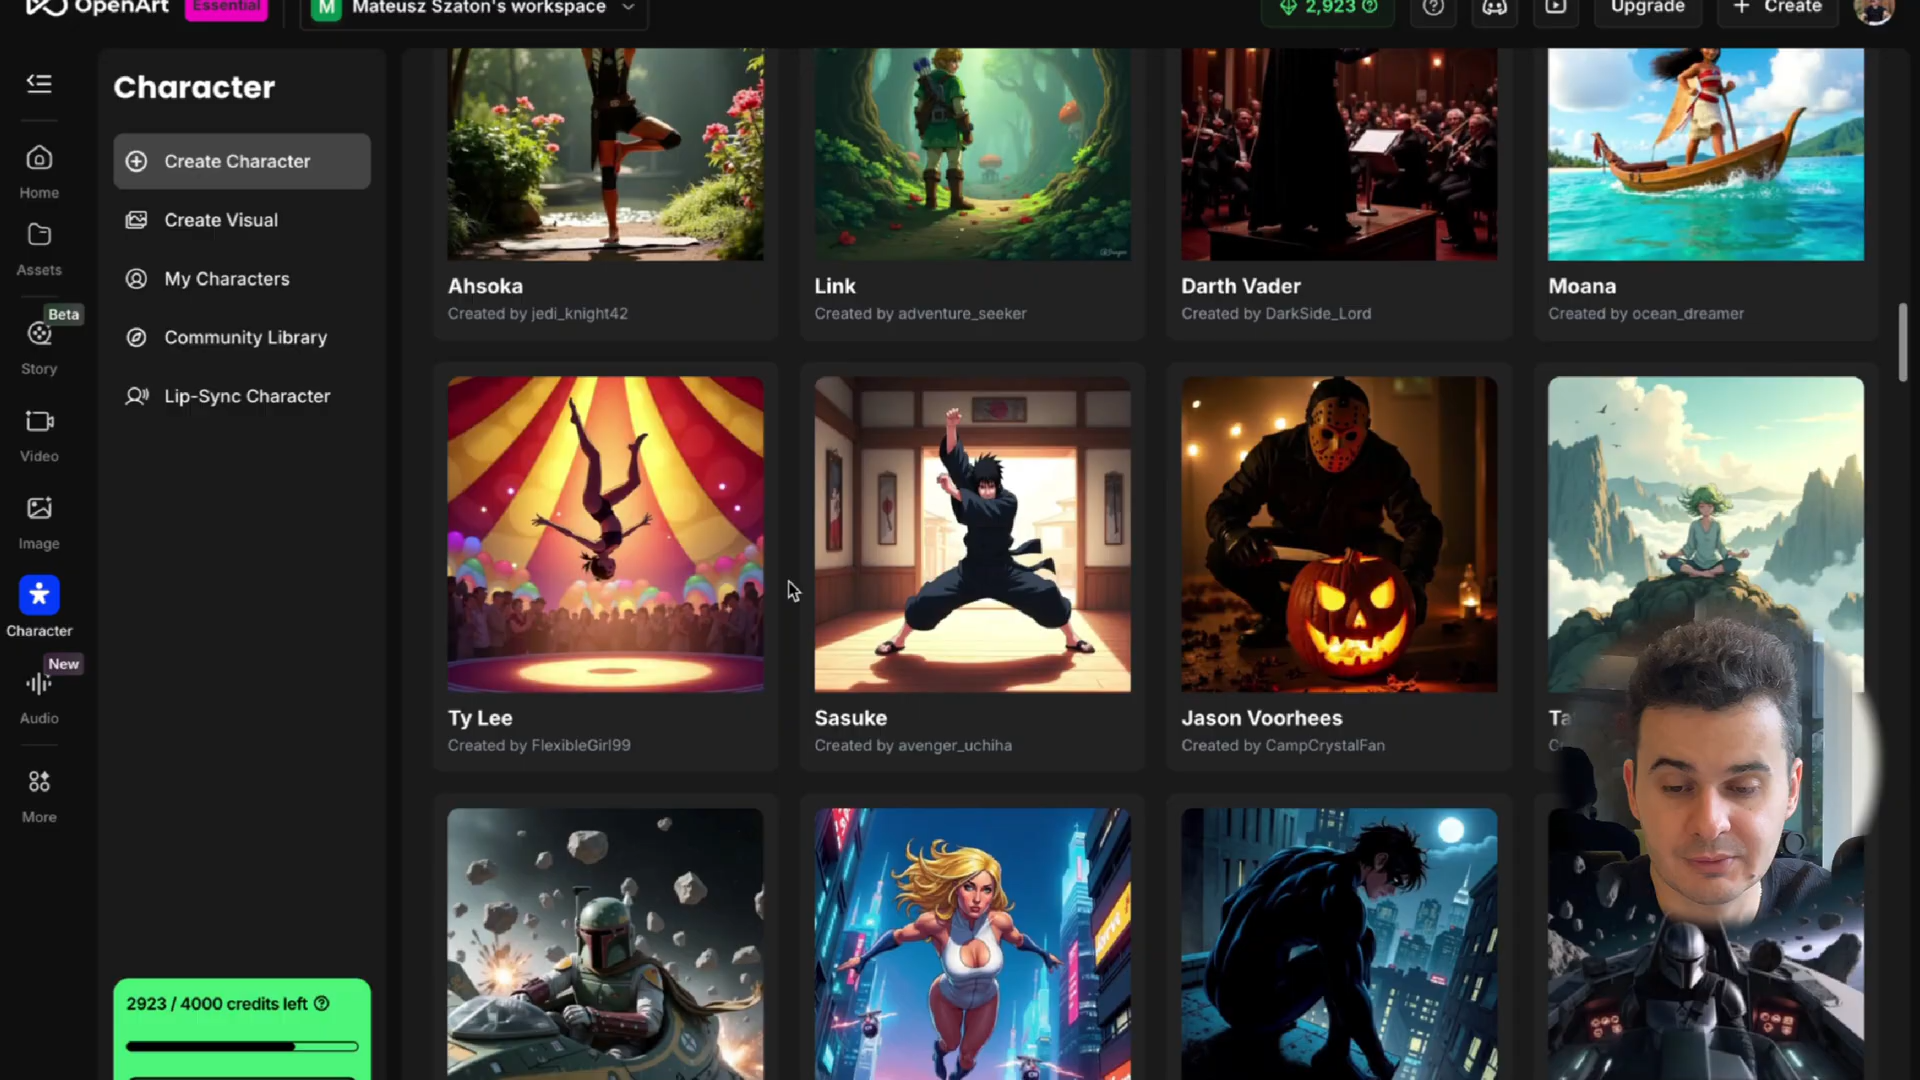 OpenArt
Essential
M
Mateusz Szaton's workspace
2,923
Upgrade
+ Create
Character
Create Character
Create Visual
My Characters
Community Library
Lip-Sync Character
Home
Assets
Beta
Story
Video
Image
Character
New
Audio
More
2923 / 4000 credits left
Ahsoka
Created by jedi_knight42
Link
Created by adventure_seeker
Darth Vader
Created by DarkSide_Lord
Moana
Created by ocean_dreamer
Ty Lee
Created by FlexibleGirl99
Sasuke
Created by avenger_uchiha
Jason Voorhees
Created by CampCrystalFan